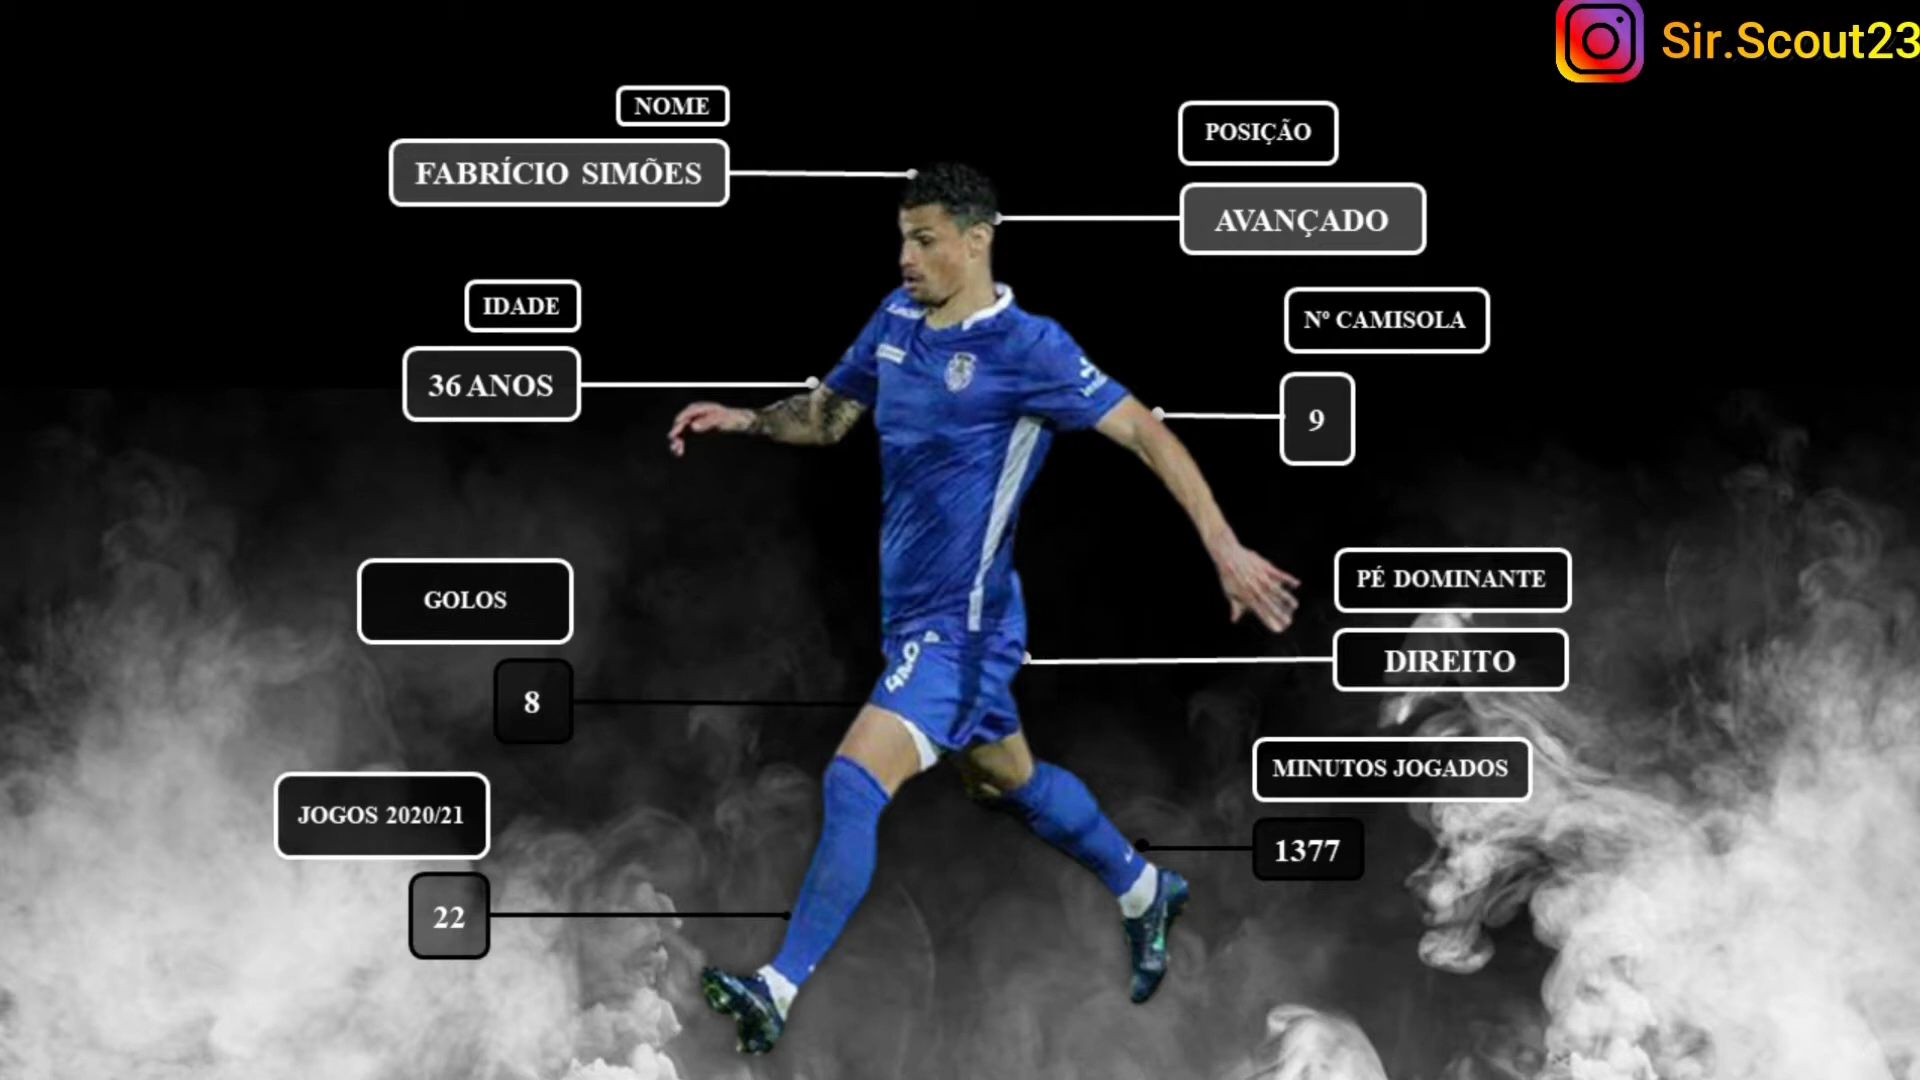 Sir.Scout23
NOME
FABRÍCIO SIMÕES
POSIÇÃO
AVANÇADO
IDADE
36 ANOS
Nº CAMISOLA
9
GOLOS
8
PÉ DOMINANTE
DIREITO
MINUTOS JOGADOS
1377
JOGOS 2020/21
22